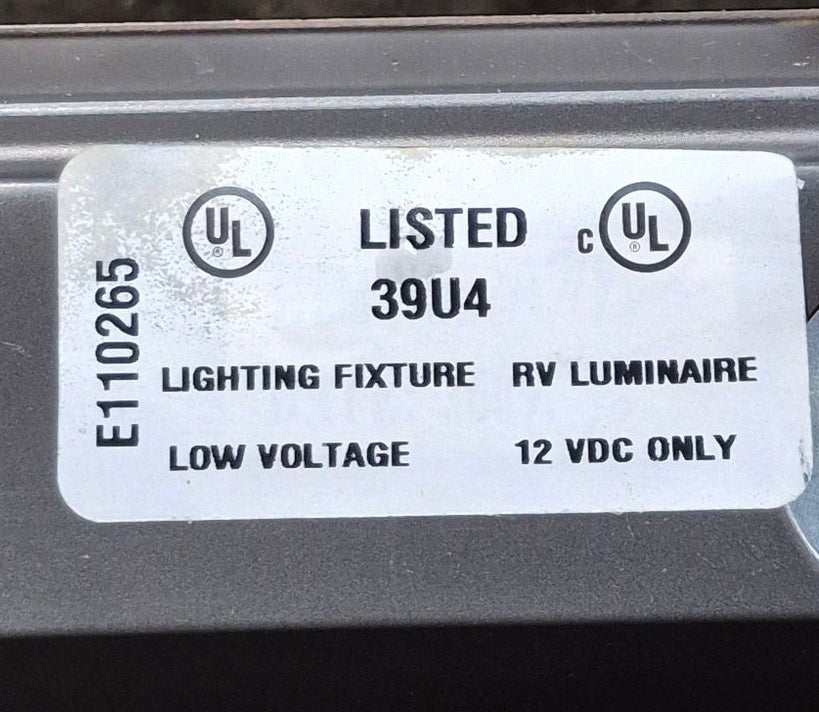 UL® LISTED c UL®
39U4
LIGHTING FIXTURE RV LUMINAIRE
LOW VOLTAGE 12 VDC ONLY
E110265